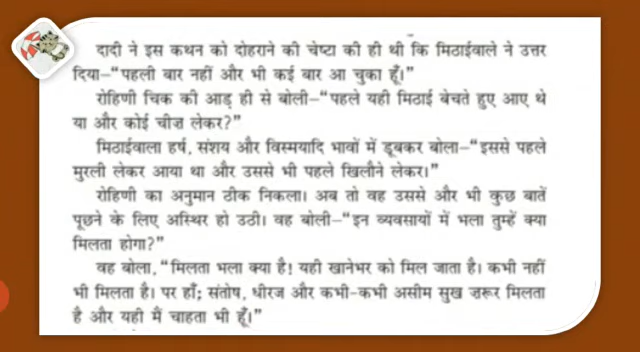 दादी ने इस कथन को दोहराने की चेष्टा की ही थी कि मिठाईवाले ने उत्तर
दिया–“पहली बार नहीं और भी कई बार आ चुका हूँ।”
रोहिणी चिक की आड़ ही से बोली–“पहले यही मिठाई बेचते हुए आए थे
या और कोई चीज़ लेकर?”
मिठाईवाला हर्ष, संशय और विस्मयादि भावों में डूबकर बोला–“इससे पहले
मुरली लेकर आया था और उससे भी पहले खिलौने लेकर।”
रोहिणी का अनुमान ठीक निकला। अब तो वह उससे और भी कुछ बातें
पूछने के लिए अस्थिर हो उठी। वह बोली–“इन व्यवसायों में भला तुम्हें क्या
मिलता होगा?”
वह बोला, “मिलता भला क्या है! यही खानेभर को मिल जाता है। कभी नहीं
भी मिलता है। पर हाँ; संतोष, धीरज और कभी-कभी असीम सुख ज़रूर मिलता
है और यही मैं चाहता भी हूँ।”